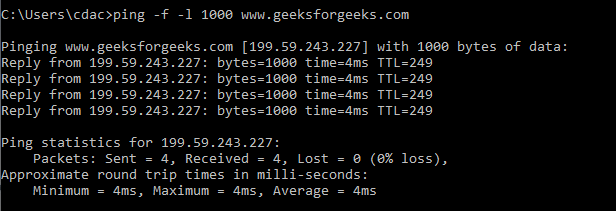 C:\Users\cdac>ping -f -l 1000 www.geeksforgeeks.com
Pinging www.geeksforgeeks.com [199.59.243.227] with 1000 bytes of data:
Reply from 199.59.243.227: bytes=1000 time=4ms TTL=249
Reply from 199.59.243.227: bytes=1000 time=4ms TTL=249
Reply from 199.59.243.227: bytes=1000 time=4ms TTL=249
Reply from 199.59.243.227: bytes=1000 time=4ms TTL=249
Ping statistics for 199.59.243.227:
    Packets: Sent = 4, Received = 4, Lost = 0 (0% loss),
Approximate round trip times in milli-seconds:
    Minimum = 4ms, Maximum = 4ms, Average = 4ms